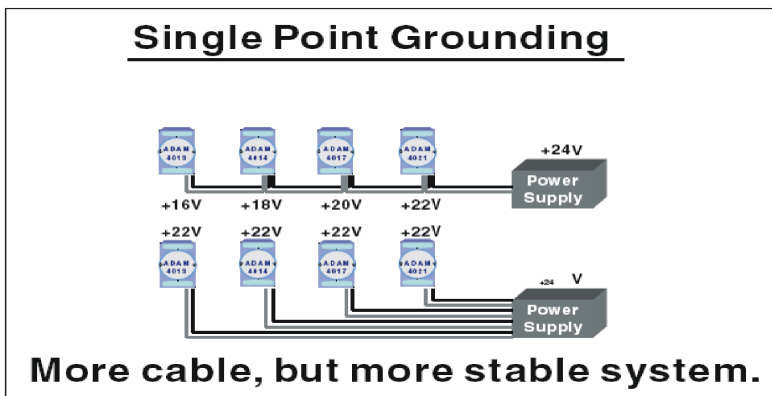 Single Point Grounding
ADAM 4013
ADAM 4014
ADAM 4017
ADAM 4021
+24V
Power Supply
+16V +18V +20V +22V
+22V +22V +22V +22V
ADAM 4013
ADAM 4014
ADAM 4017
ADAM 4021
+24 V
Power Supply
More cable, but more stable system.